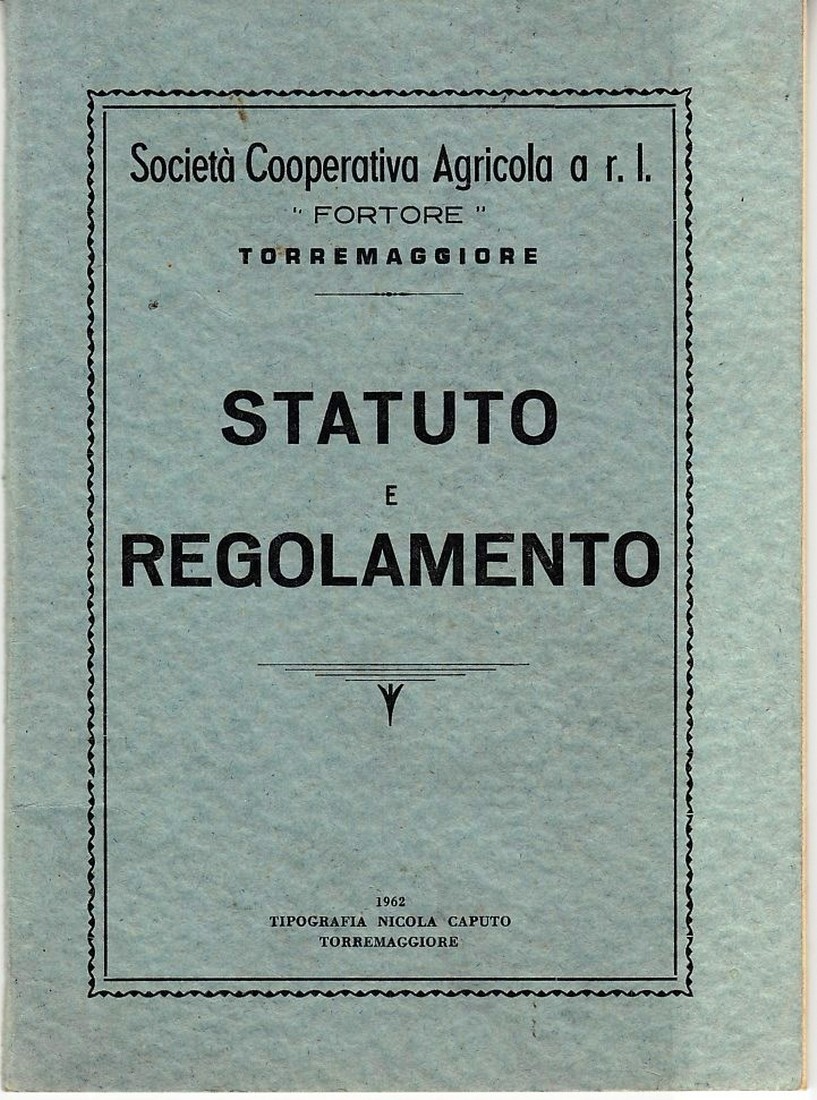 Società Cooperativa Agricola a r. l.
" FORTORE "
TORREMAGGIORE
STATUTO
E
REGOLAMENTO
1962
TIPOGRAFIA NICOLA CAPUTO
TORREMAGGIORE